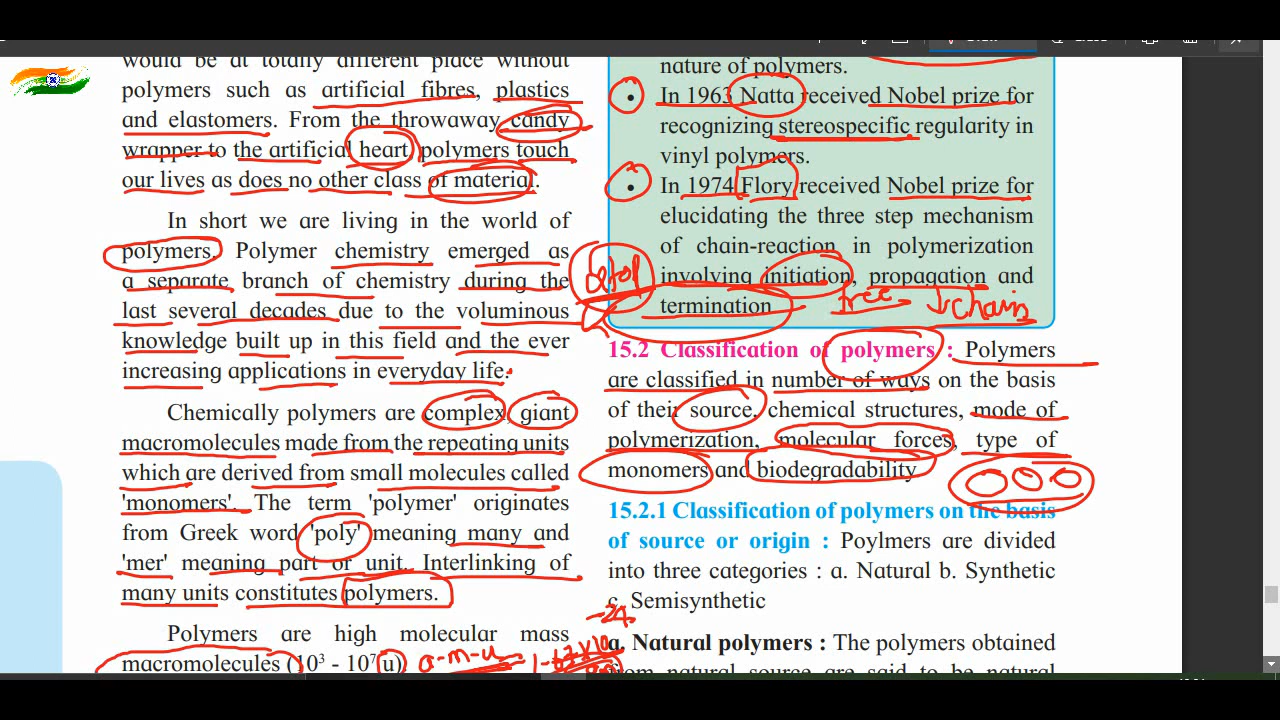 would be at totally different place without
polymers such as artificial fibres, plastics
and elastomers. From the throwaway candy
wrapper to the artificial heart, polymers touch
our lives as does no other class of material.
In short we are living in the world of
polymers. Polymer chemistry emerged as
a separate branch of chemistry during the
last several decades due to the voluminous
knowledge built up in this field and the ever
increasing applications in everyday life.
Chemically polymers are complex, giant
macromolecules made from the repeating units
which are derived from small molecules called
'monomers'. The term 'polymer' originates
from Greek word 'poly' meaning many and
'mer' meaning part or unit. Interlinking of
many units constitutes polymers.
Polymers are high molecular mass
macromolecules (10³ - 10⁷ u)
a-m-u
nature of polymers.
• In 1963 Natta received Nobel prize for
recognizing stereospecific regularity in
vinyl polymers.
• In 1974 Flory received Nobel prize for
elucidating the three step mechanism
of chain-reaction in polymerization
involving initiation, propagation and
termination
free
chain
15.2 Classification of polymers : Polymers
are classified in number of ways on the basis
of their source, chemical structures, mode of
polymerization, molecular forces, type of
monomers and biodegradability.
15.2.1 Classification of polymers on the basis
of source or origin : Poylmers are divided
into three categories : a. Natural b. Synthetic
c. Semisynthetic
-24
a. Natural polymers : The polymers obtained
from natural source are said to be natural